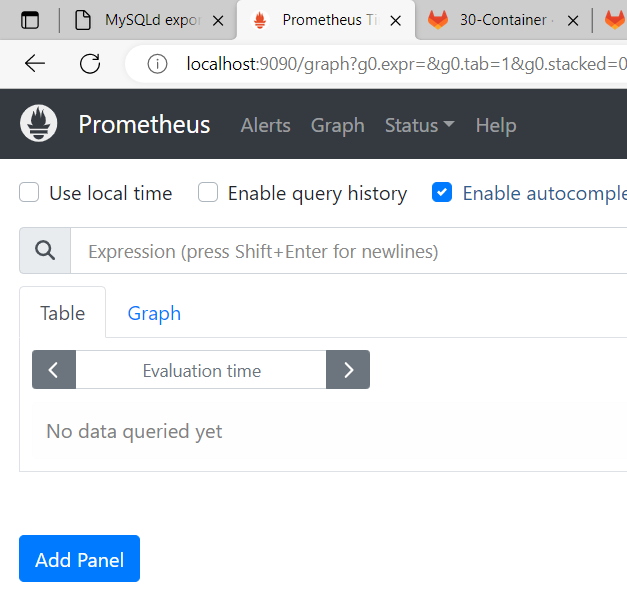 MySQLd expor
Prometheus Ti
30-Container
localhost:9090/graph?g0.expr=&g0.tab=1&g0.stacked=0
Prometheus Alerts Graph Status Help
Use local time Enable query history Enable autocomple
Expression (press Shift+Enter for newlines)
Table Graph
Evaluation time
No data queried yet
Add Panel